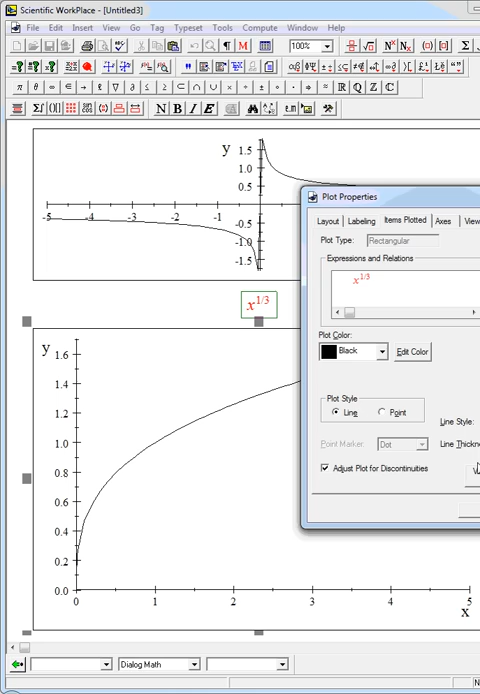 Scientific WorkPlace - [Untitled3]
File Edit Insert View Go Tag Typeset Tools Compute Window Help
100%
N B I E
y
1.5
1.0
0.5
-5 -4 -3 -2 -1
-0.5
-1.0
-1.5
x^1/3
Plot Properties
Layout Labeling Items Plotted Axes View
Plot Type: Rectangular
Expressions and Relations
x^1/3
Plot Color:
Black Edit Color
Plot Style
Line Point
Line Style:
Point Marker: Dot Line Thickne
Adjust Plot for Discontinuities
y
1.6
1.4
1.2
1.0
0.8
0.6
0.4
0.2
0.0
0 1 2 3 4 5
x
Dialog Math